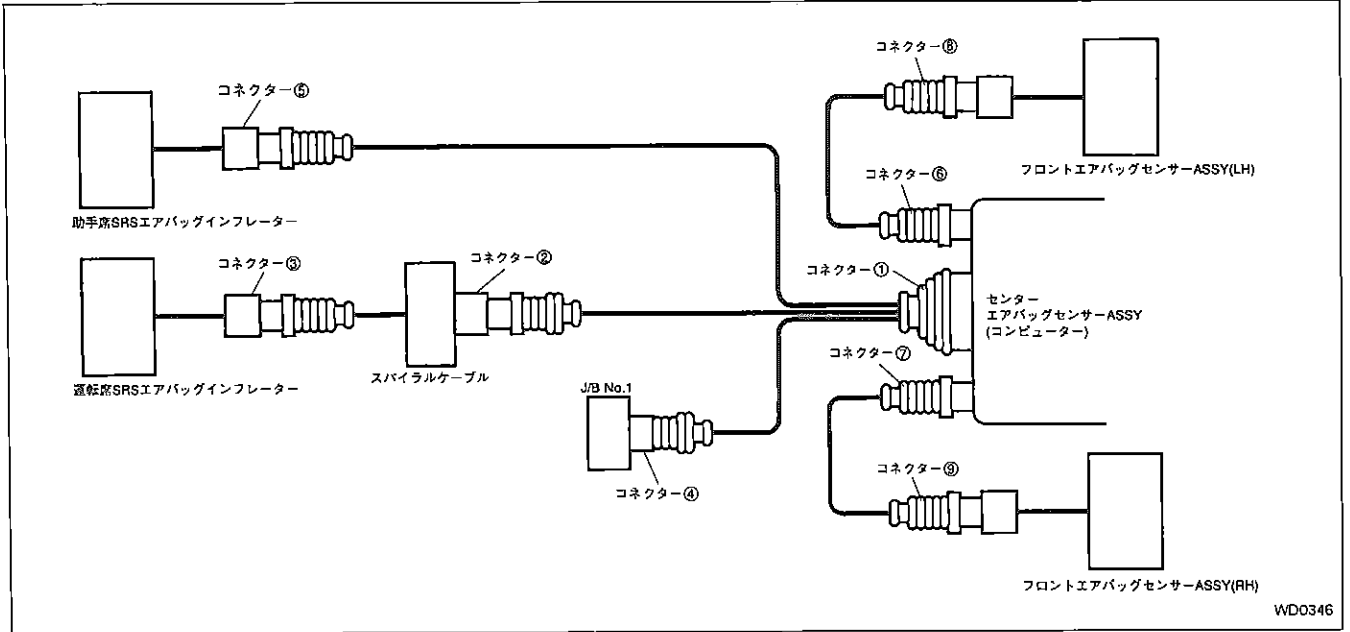 コネクター⑧
コネクター⑤
フロントエアバッグセンサーASSY(LH)
コネクター⑥
助手席SRSエアバッグインフレーター
コネクター③
コネクター②
コネクター①
センター
エアバッグセンサーASSY
(コンピューター)
コネクター⑦
運転席SRSエアバッグインフレーター
スパイラルケーブル
J/B No.1
コネクター④
コネクター⑨
フロントエアバッグセンサーASSY(RH)
WD0346